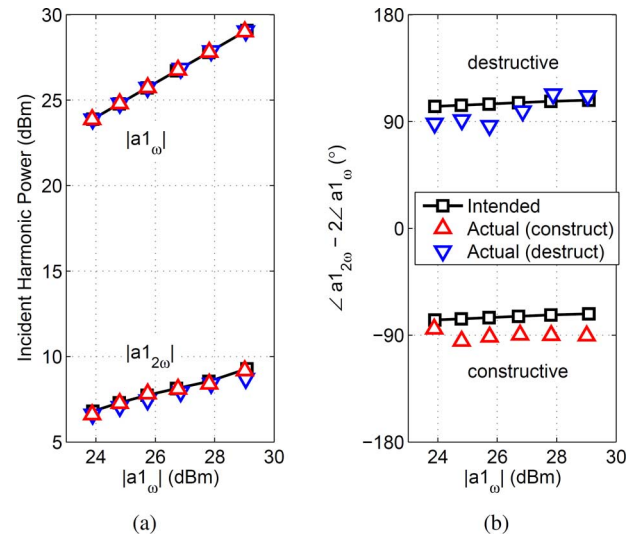 30
25
20
15
10
5
Incident Harmonic Power (dBm)
|a1ω|
|a12ω|
24 26 28 30
|a1ω| (dBm)
(a)
180
90
0
−90
−180
∠ a12ω − 2∠ a1ω (°)
destructive
Intended
Actual (construct)
Actual (destruct)
constructive
24 26 28 30
|a1ω| (dBm)
(b)